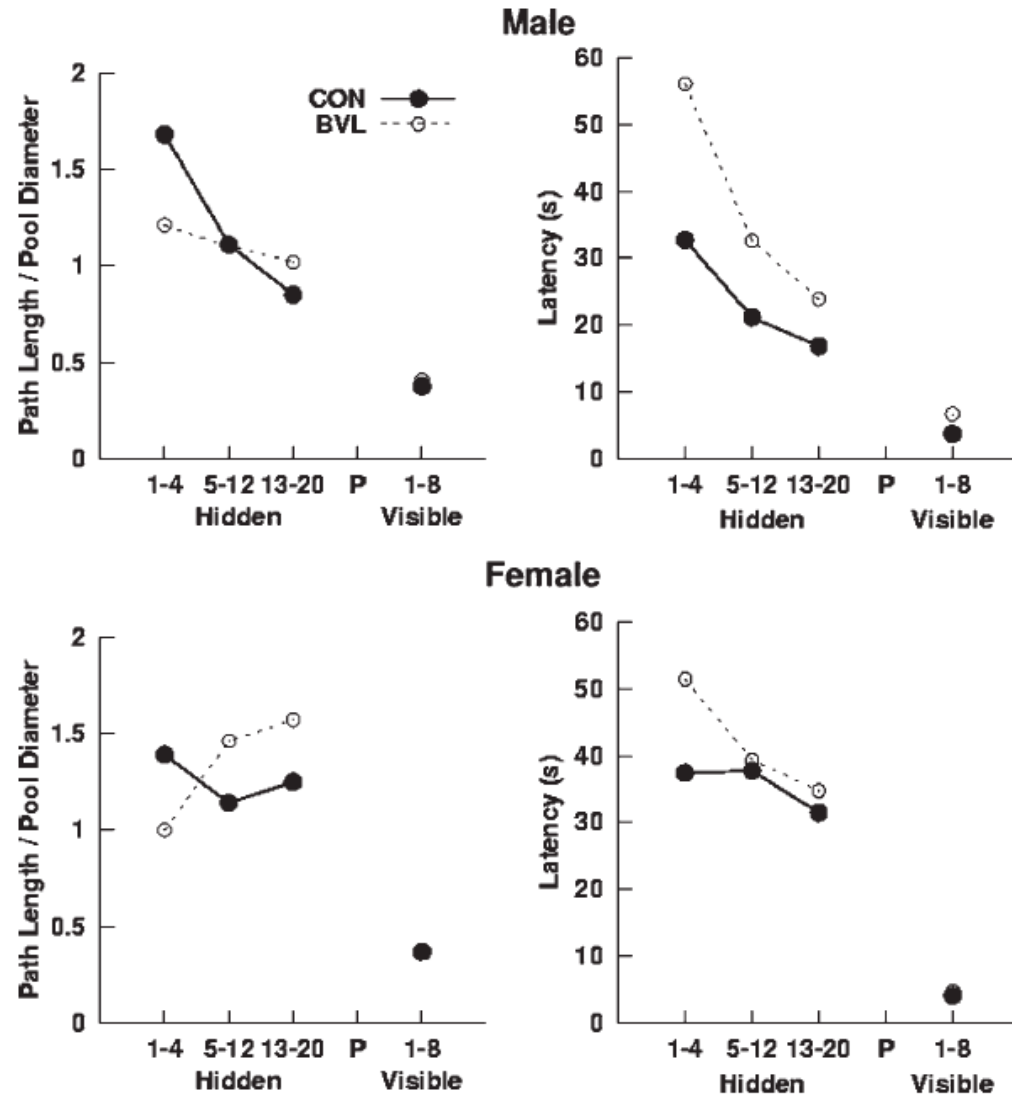 Male
Path Length / Pool Diameter
2
1.5
1
0.5
0
CON
BVL
1-4 5-12 13-20 P 1-8
Hidden Visible
Latency (s)
60
50
40
30
20
10
0
1-4 5-12 13-20 P 1-8
Hidden Visible
Female
Path Length / Pool Diameter
2
1.5
1
0.5
0
1-4 5-12 13-20 P 1-8
Hidden Visible
Latency (s)
60
50
40
30
20
10
0
1-4 5-12 13-20 P 1-8
Hidden Visible